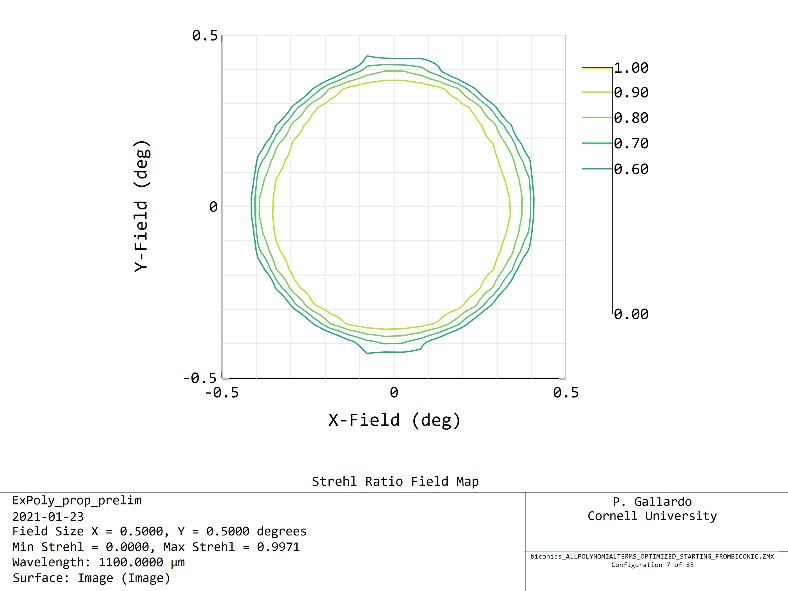 0.5
0
-0.5
Y-Field (deg)
-0.5 0 0.5
X-Field (deg)
1.00
0.90
0.80
0.70
0.60
0.00
Strehl Ratio Field Map
ExPoly_prop_prelim
2021-01-23
Field Size X = 0.5000, Y = 0.5000 degrees
Min Strehl = 0.0000, Max Strehl = 0.9971
Wavelength: 1100.0000 µm
Surface: Image (Image)
P. Gallardo
Cornell University
biconics_ALLPOLYNOMIALTERMS_OPTIMIZED_STARTING_FROMBICONIC.ZMX
Configuration 7 of 85